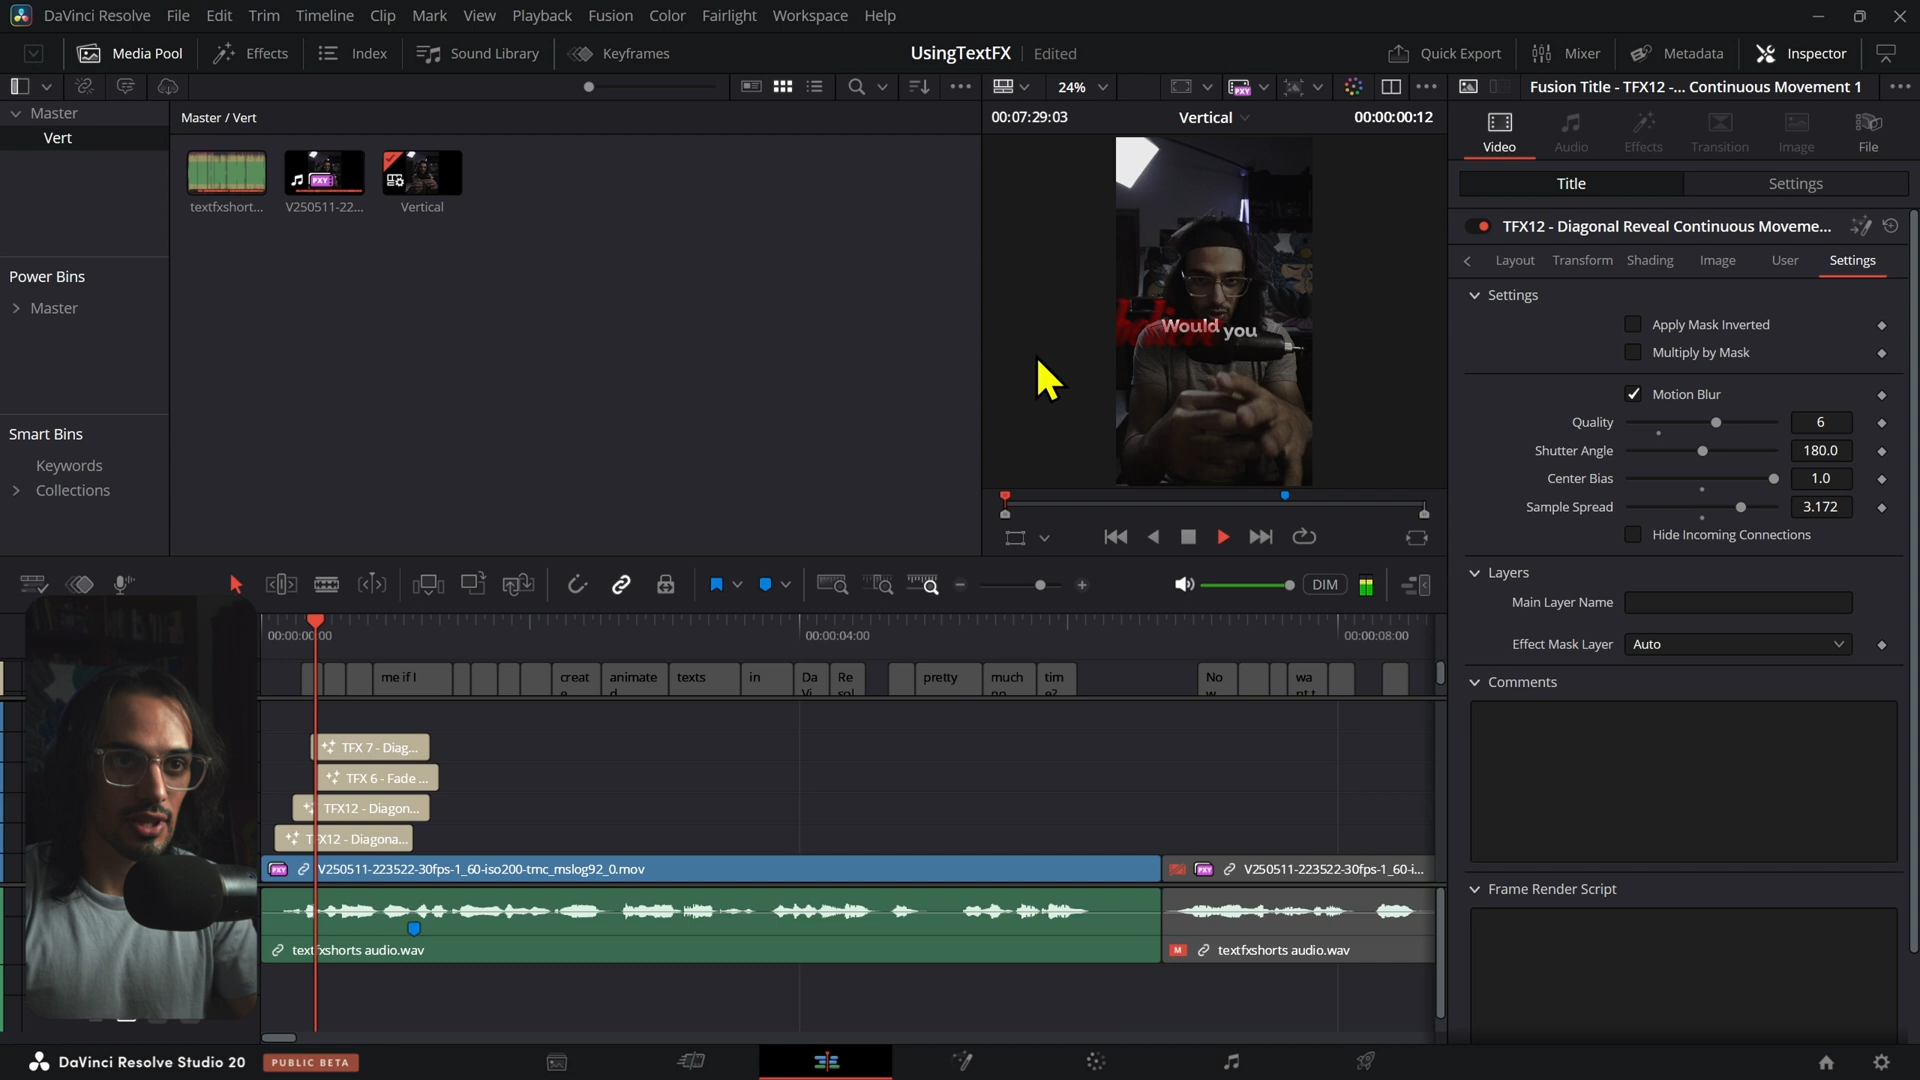 DaVinci Resolve File Edit Trim Timeline Clip Mark View Playback Fusion Color Fairlight Workspace Help
Media Pool Effects Index Sound Library Keyframes UsingTextFX Edited Quick Export Mixer Metadata Inspector
24% Fusion Title - TFX12 -... Continuous Movement 1
Master
Vert
Master / Vert
00:07:29:03 Vertical 00:00:00:12
Video Audio Effects Transition Image File
textfxshort... V250511-22... Vertical
PXY
Title Settings
TFX12 - Diagonal Reveal Continuous Moveme...
Layout Transform Shading Image User Settings
Power Bins
Master
Smart Bins
Keywords
Collections
believe
Would you
Settings
Apply Mask Inverted
Multiply by Mask
Motion Blur
Quality 6
Shutter Angle 180.0
Center Bias 1.0
Sample Spread 3.172
Hide Incoming Connections
Layers
Main Layer Name
Effect Mask Layer Auto
Comments
Frame Render Script
DIM
00:00:00:00 00:00:04:00 00:00:08:00
me if I creat animated texts in Da Re pretty much tim No wa
TFX 7 - Diag...
TFX 6 - Fade ...
TFX12 - Diagon...
TFX12 - Diagona...
PXY V250511-223522-30fps-1_60-iso200-tmc_mslog92_0.mov PXY V250511-223522-30fps-1_60-i...
textfxshorts audio.wav M textfxshorts audio.wav
DaVinci Resolve Studio 20 PUBLIC BETA